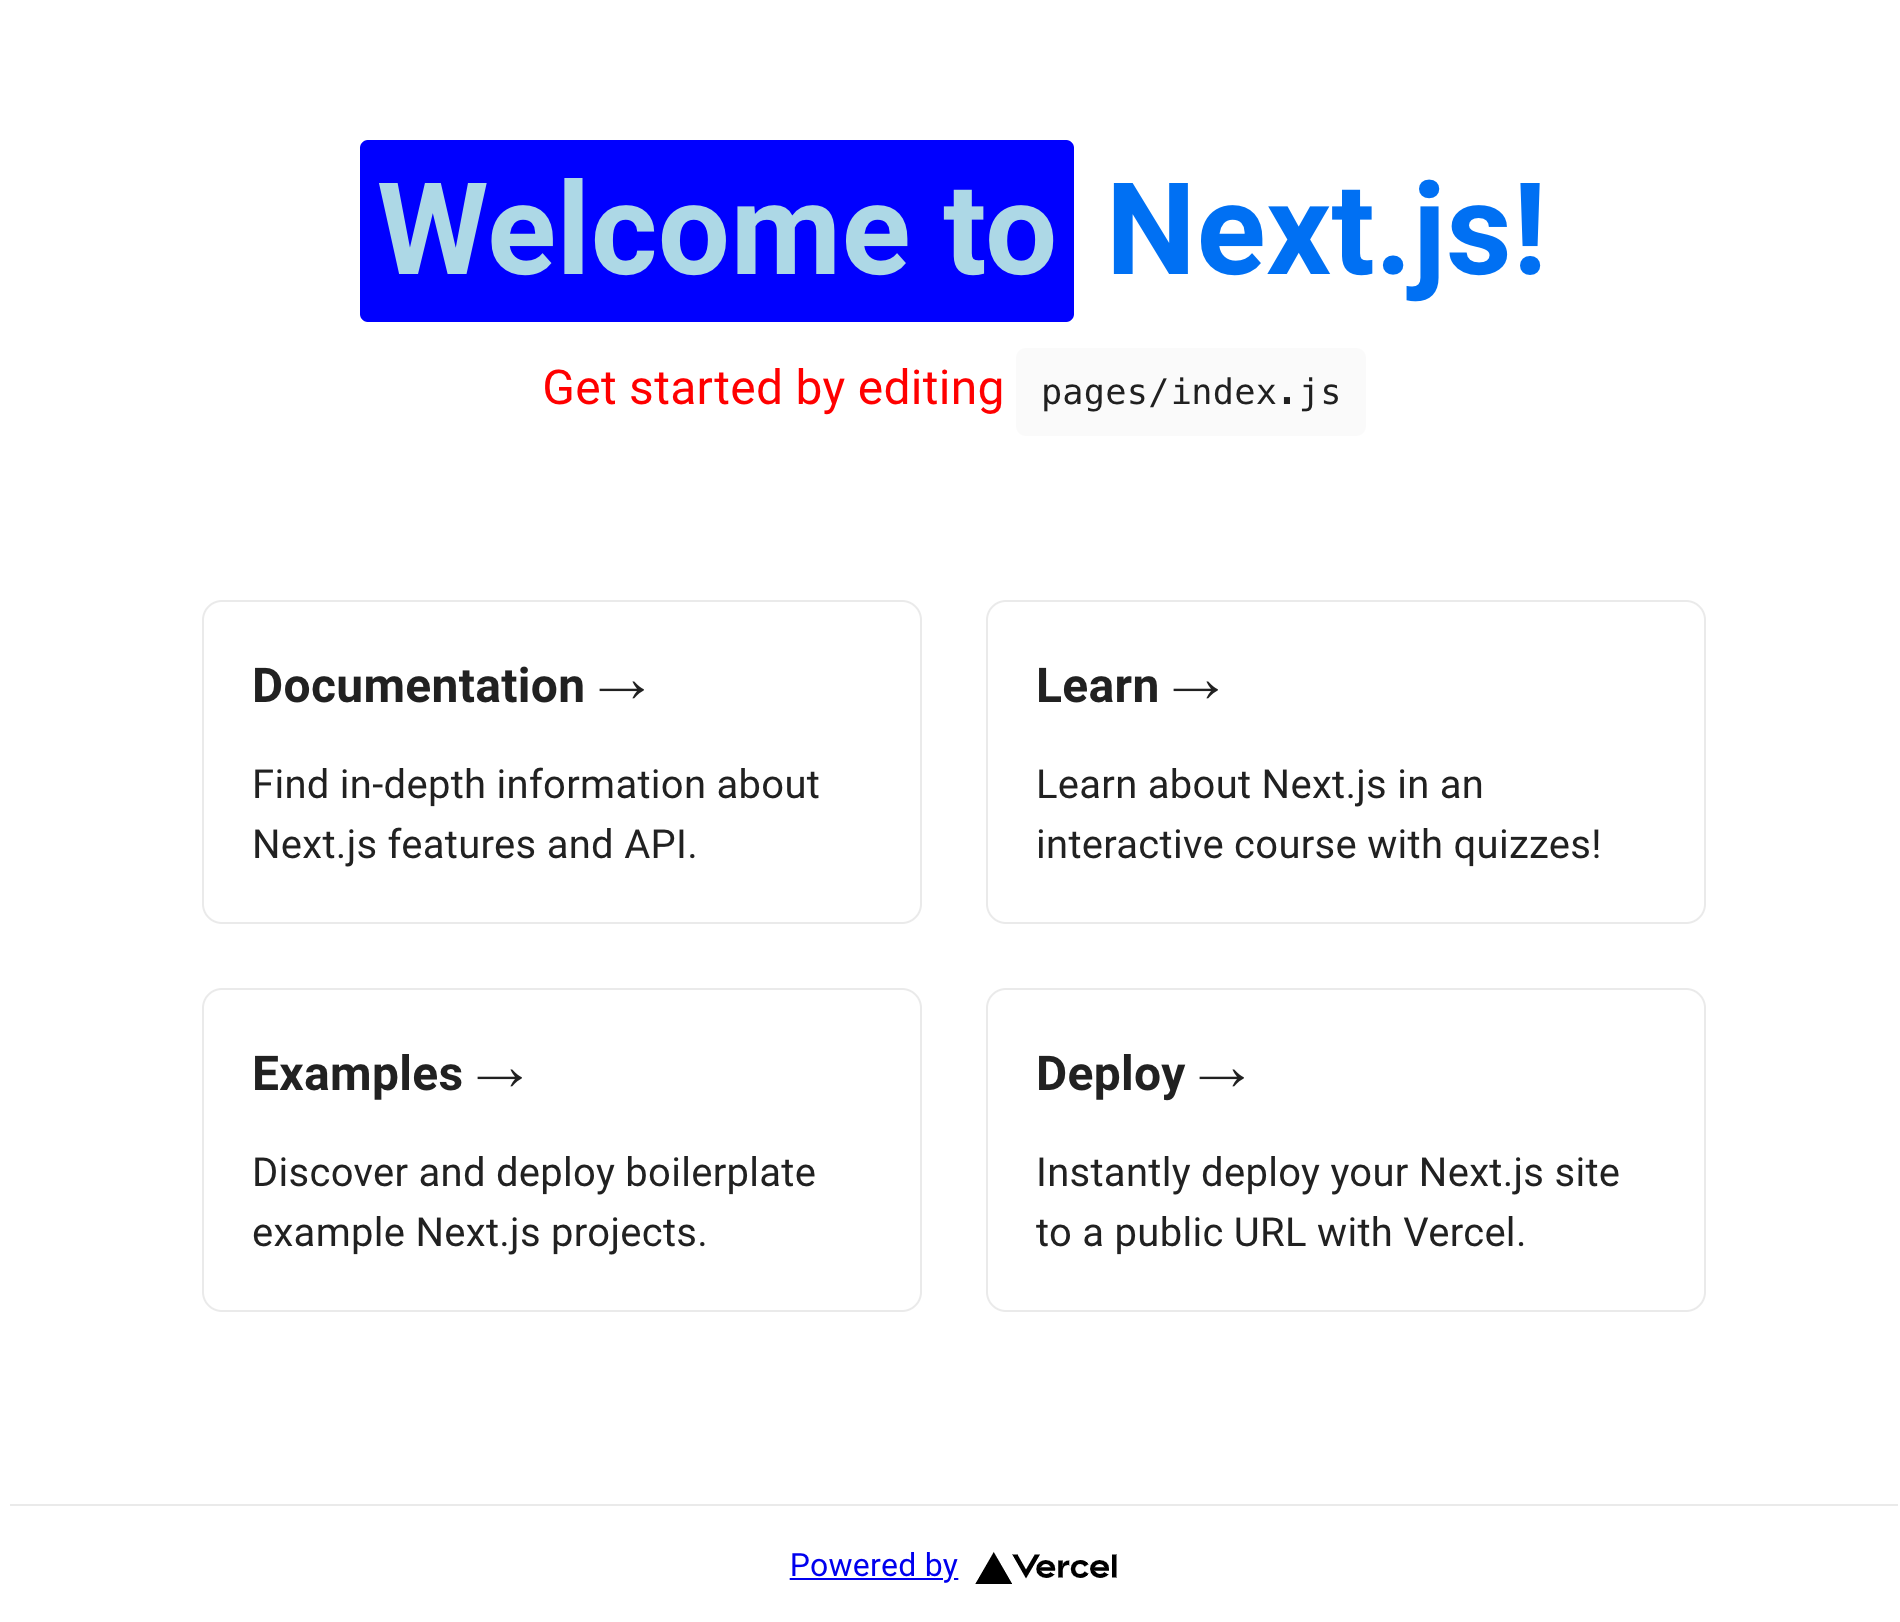 Welcome to Next.js!
Get started by editing pages/index.js
Documentation →
Find in-depth information about
Next.js features and API.
Learn →
Learn about Next.js in an
interactive course with quizzes!
Examples →
Discover and deploy boilerplate
example Next.js projects.
Deploy →
Instantly deploy your Next.js site
to a public URL with Vercel.
Powered by Vercel